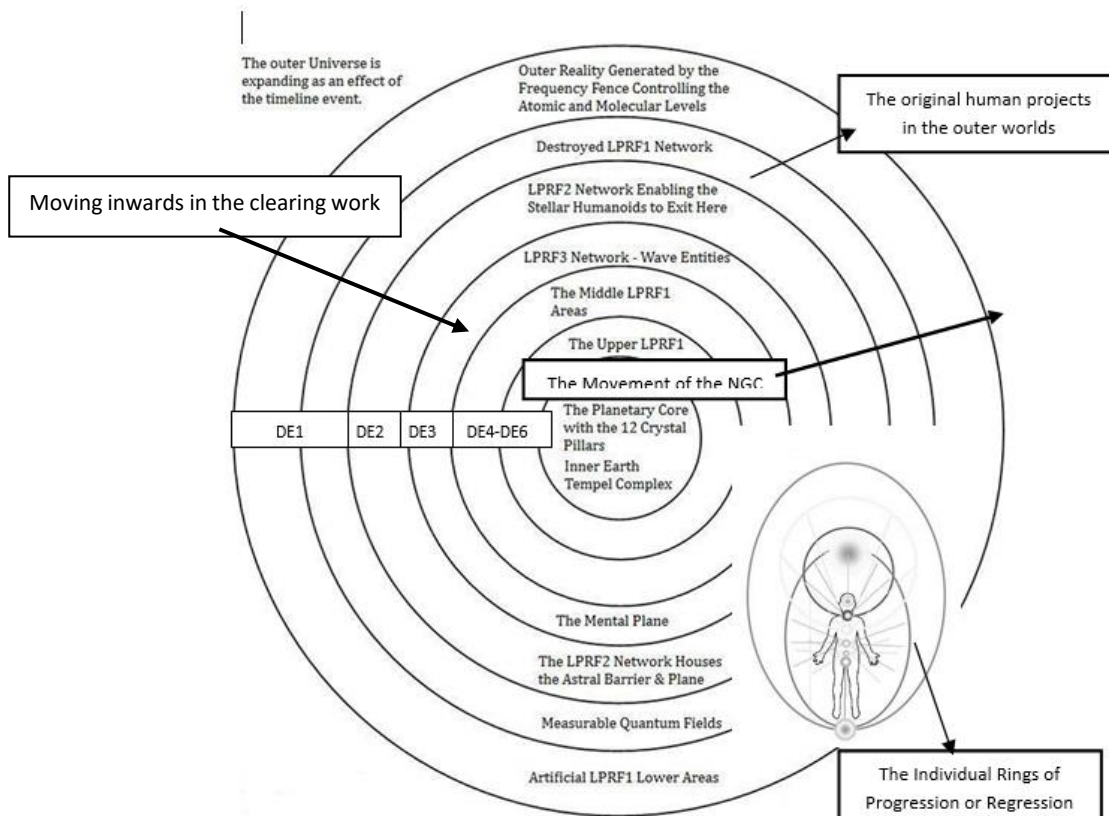 The outer Universe is
expanding as an effect of
the timeline event.
Outer Reality Generated by the
Frequency Fence Controlling the
Atomic and Molecular Levels
The original human projects
in the outer worlds
Destroyed LPRF1 Network
Moving inwards in the clearing work
LPRF2 Network Enabling the
Stellar Humanoids to Exit Here
LPRF3 Network - Wave Entities
The Middle LPRF1
Areas
The Upper LPRF1
The Movement of the NGC
The Planetary Core
with the 12 Crystal
Pillars
DE1 DE2 DE3 DE4-DE6
Inner Earth
Tempel Complex
The Mental Plane
The LPRF2 Network Houses
the Astral Barrier & Plane
Measurable Quantum Fields
Artificial LPRF1 Lower Areas
The Individual Rings of
Progression or Regression